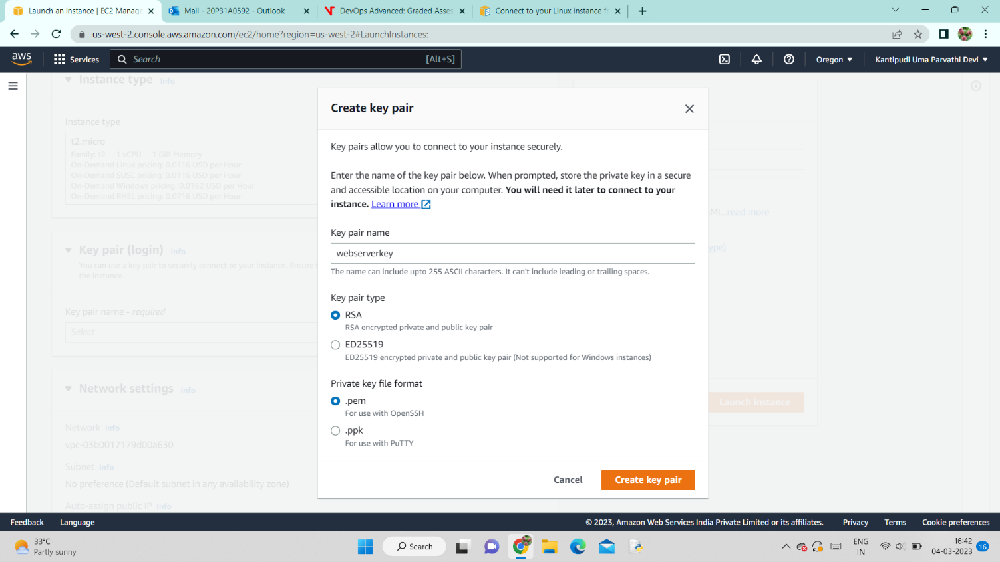 Launch an instance | EC2 Manage
Mail - 20P31A0592 - Outlook
DevOps Advanced: Graded Asses
Connect to your Linux instance fr
us-west-2.console.aws.amazon.com/ec2/home?region=us-west-2#LaunchInstances:
aws
Services
Search
[Alt+S]
Oregon ▼
Kantipudi Uma Parvathi Devi ▼
Instance type Info
Instance type
t2.micro
Family: t2 1 vCPU 1 GiB Memory
On-Demand Linux pricing: 0.0116 USD per Hour
On-Demand SUSE pricing: 0.0116 USD per Hour
On-Demand Windows pricing: 0.0162 USD per Hour
On-Demand RHEL pricing: 0.0716 USD per Hour
Key pair (login) Info
You can use a key pair to securely connect to your instance. Ensure
the instance.
Key pair name - required
Select
Network settings Info
Network Info
vpc-03b0017179d00a630
Subnet Info
No preference (Default subnet in any availability zone)
Auto-assign public IP Info
Create key pair
Key pairs allow you to connect to your instance securely.
Enter the name of the key pair below. When prompted, store the private key in a secure
and accessible location on your computer. You will need it later to connect to your
instance. Learn more
Key pair name
webserverkey
The name can include upto 255 ASCII characters. It can't include leading or trailing spaces.
Key pair type
RSA
RSA encrypted private and public key pair
ED25519
ED25519 encrypted private and public key pair (Not supported for Windows instances)
Private key file format
.pem
For use with OpenSSH
.ppk
For use with PuTTY
Cancel
Create key pair
AMI...read more
ype)
Launch instance
Feedback
Language
© 2023, Amazon Web Services India Private Limited or its affiliates.
Privacy
Terms
Cookie preferences
33°C
Partly sunny
Search
ENG
IN
16:42
04-03-2023
16